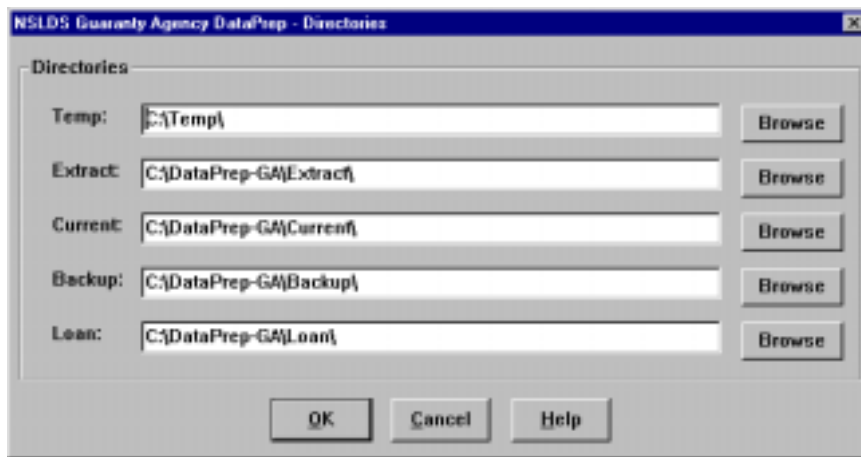 NSLDS Guaranty Agency DataPrep - Directories
Directories
Temp: C:\Temp\ Browse
Extract: C:\DataPrep-GA\Extract\ Browse
Current: C:\DataPrep-GA\Current\ Browse
Backup: C:\DataPrep-GA\Backup\ Browse
Loan: C:\DataPrep-GA\Loan\ Browse
OK Cancel Help